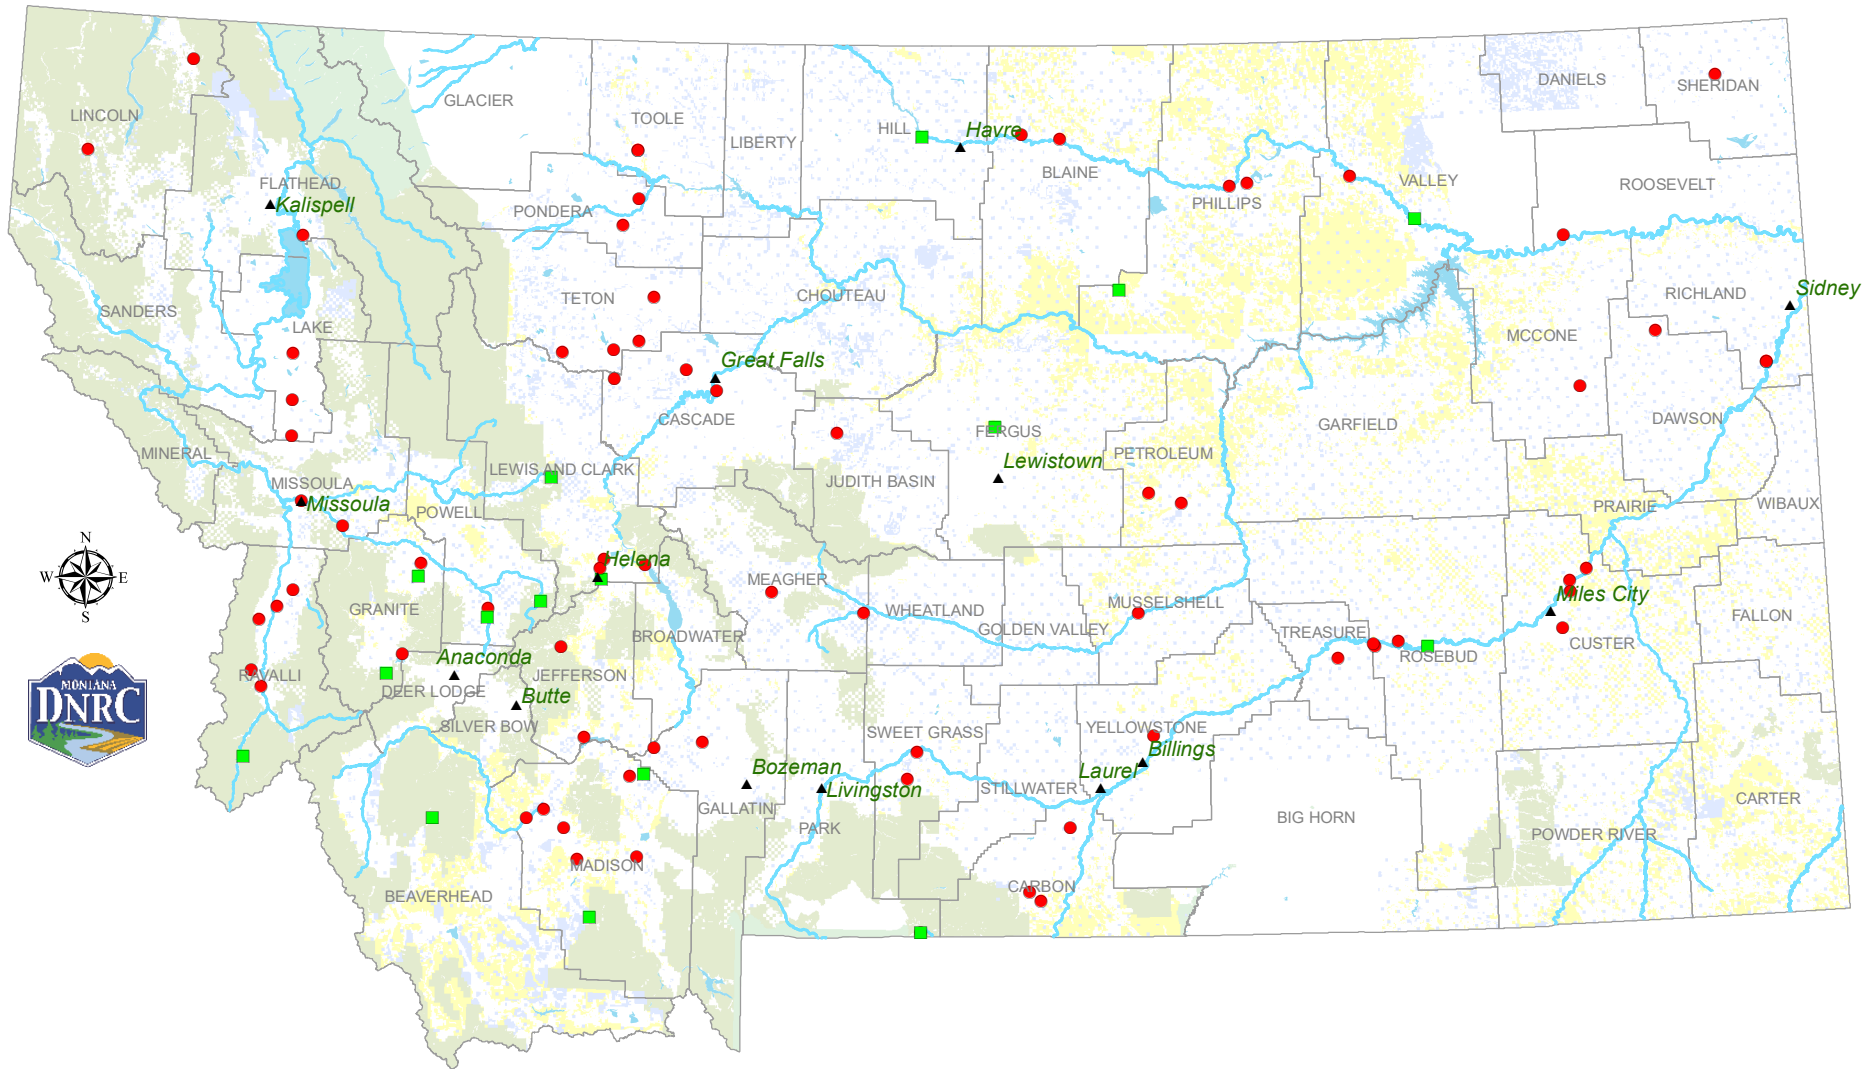 DANIELS
SHERIDAN
GLACIER
LINCOLN
TOOLE
HILL
Havre
LIBERTY
BLAINE
VALLEY
ROOSEVELT
FLATHEAD
Kalispell
PONDERA
PHILLIPS
Sidney
RICHLAND
CHOUTEAU
TETON
SANDERS
LAKE
MCCONE
Great Falls
CASCADE
DAWSON
GARFIELD
FERGUS
MINERAL
PETROLEUM
Lewistown
LEWIS AND CLARK
MISSOULA
JUDITH BASIN
Missoula
POWELL
PRAIRIE
WIBAUX
N
W
E
S
Helena
MEAGHER
Miles City
GRANITE
WHEATLAND
MUSSELSHELL
FALLON
GOLDEN VALLEY
BROADWATER
TREASURE
CUSTER
Anaconda
ROSEBUD
RAVALLI
JEFFERSON
DEER LODGE
Butte
MONTANA
DNRC
SILVER BOW
SWEET GRASS
YELLOWSTONE
Billings
Bozeman
Laurel
Livingston
STILLWATER
CARTER
GALLATIN
BIG HORN
PARK
POWDER RIVER
MADISON
CARBON
BEAVERHEAD